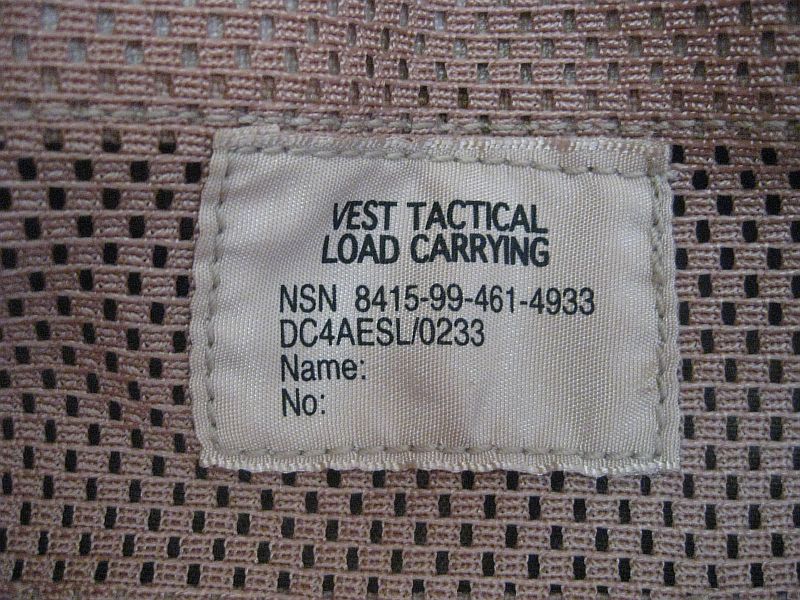 VEST TACTICAL
LOAD CARRYING
NSN 8415-99-461-4933
DC4AESL/0233
Name:
No: